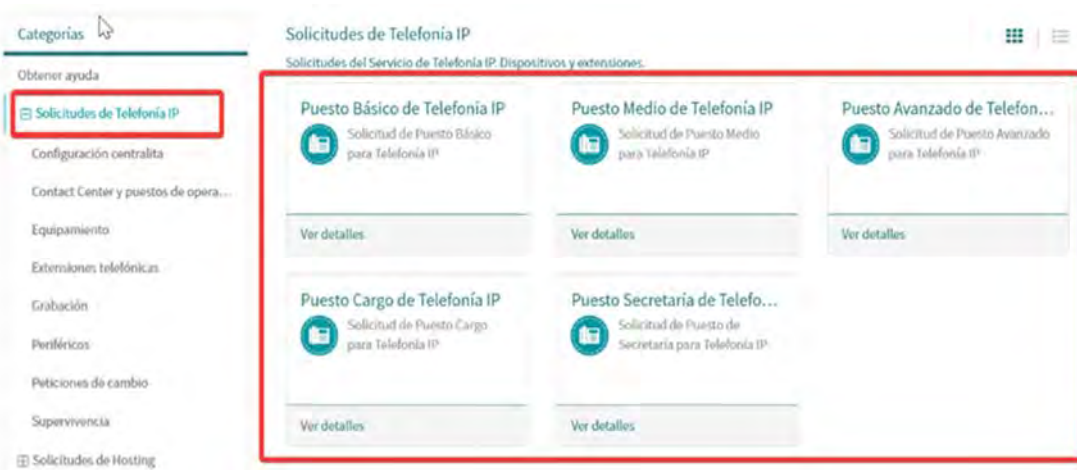 Categorías
Obtener ayuda
Solicitudes de Telefonía IP
Configuración centralita
Contact Center y puestos de opera...
Equipamiento
Extensiones telefónicas
Grabación
Periféricos
Peticiones de cambio
Supervivencia
Solicitudes de Hosting
Solicitudes de Telefonía IP
Solicitudes del Servicio de Telefonía IP. Dispositivos y extensiones.
Puesto Básico de Telefonía IP
Solicitud de Puesto Básico
para Telefonía IP
Ver detalles
Puesto Medio de Telefonía IP
Solicitud de Puesto Medio
para Telefonía IP
Ver detalles
Puesto Avanzado de Telefon...
Solicitud de Puesto Avanzado
para Telefonía IP
Ver detalles
Puesto Cargo de Telefonía IP
Solicitud de Puesto Cargo
para Telefonía IP
Ver detalles
Puesto Secretaría de Telefo...
Solicitud de Puesto de
Secretaría para Telefonía IP
Ver detalles